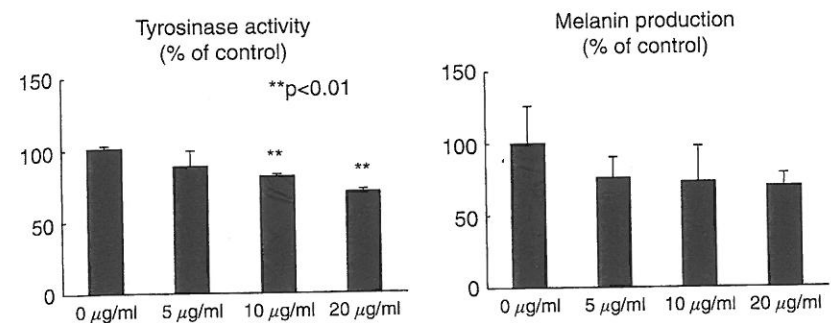 Tyrosinase activity
(% of control)
**p<0.01
150
100
50
0
**
**
0 μg/ml 5 μg/ml 10 μg/ml 20 μg/ml
Melanin production
(% of control)
150
100
50
0
0 μg/ml 5 μg/ml 10 μg/ml 20 μg/ml